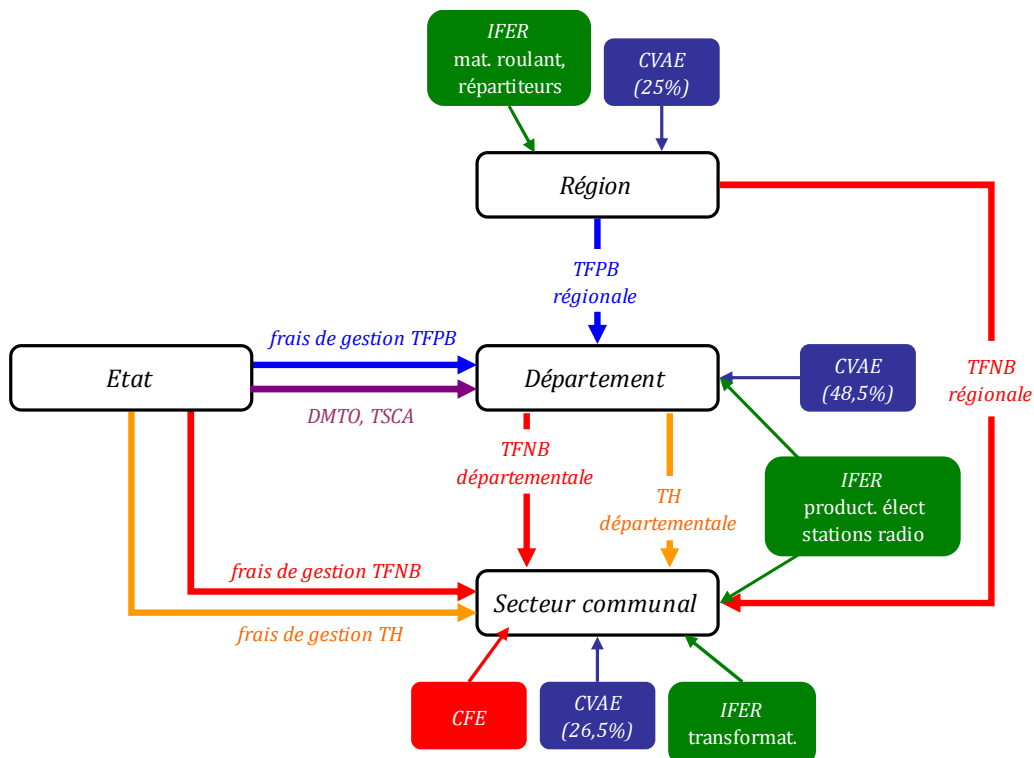 IFER
mat. roulant,
répartiteurs
CVAE
(25%)
Région
TFPB
régionale
frais de gestion TFPB
Etat
Département
CVAE
(48,5%)
TFNB
régionale
DMTO, TSCA
TFNB
départementale
TH
départementale
IFER
product. élect
stations radio
frais de gestion TFNB
Secteur communal
frais de gestion TH
CFE
CVAE
(26,5%)
IFER
transformat.